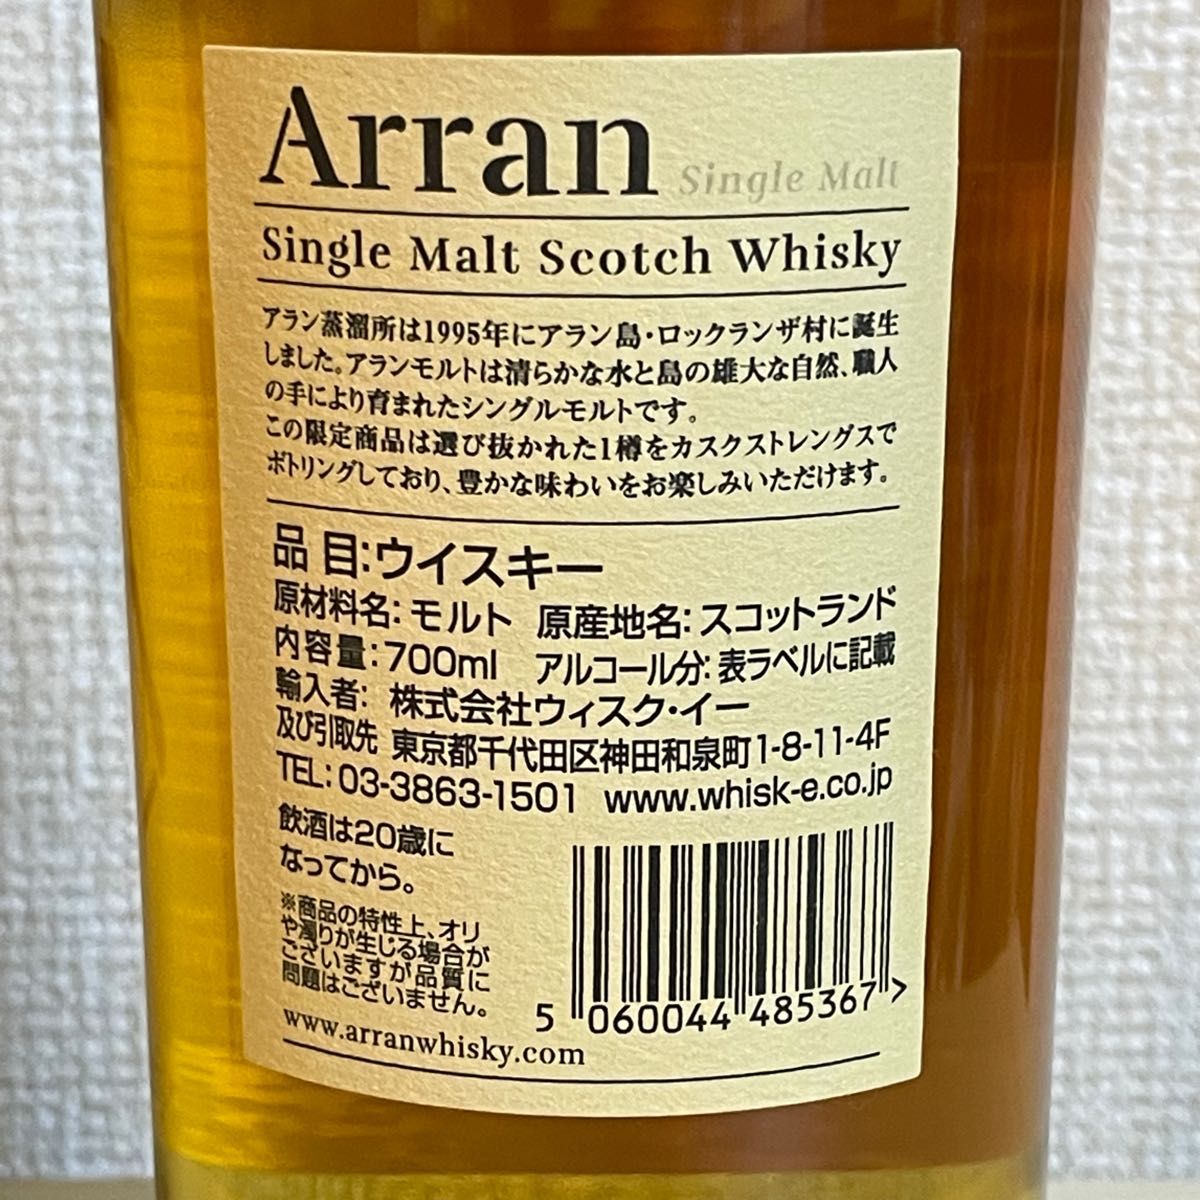 Arran Single Malt
Single Malt Scotch Whisky
アラン蒸溜所は1995年にアラン島・ロックランザ村に誕生
しました。アランモルトは清らかな水と島の雄大な自然、職人
の手により育まれたシングルモルトです。
この限定商品は選び抜かれた1樽をカスクストレングスで
ボトリングしており、豊かな味わいをお楽しみいただけます。
品 目:ウイスキー
原材料名: モルト 原産地名: スコットランド
内容量:700ml アルコール分: 表ラベルに記載
輸入者: 株式会社ウィスク・イー
及び引取先 東京都千代田区神田和泉町1-8-11-4F
TEL: 03-3863-1501 www.whisk-e.co.jp
飲酒は20歳に
なってから。
※商品の特性上、オリ
や濁りが生じる場合が
ございますが品質に
問題はございません。
5 060044 485367 >
www.arranwhisky.com